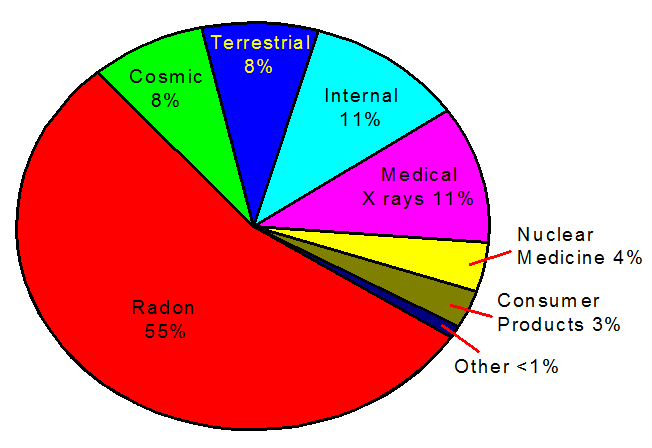 Terrestrial
8%
Cosmic
8%
Internal
11%
Medical
X rays 11%
Nuclear
Medicine 4%
Consumer
Products 3%
Other <1%
Radon
55%